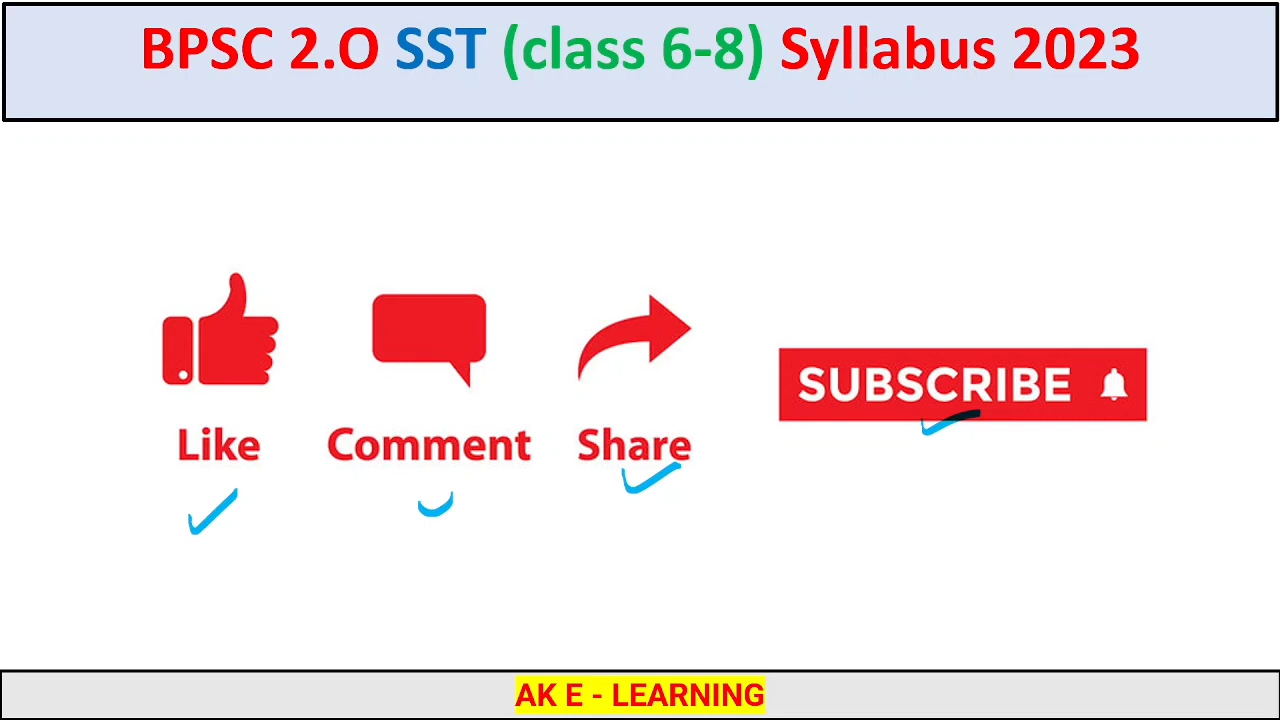 BPSC 2.O SST (class 6-8) Syllabus 2023
SUBSCRIBE
Like Comment Share
AK E - LEARNING